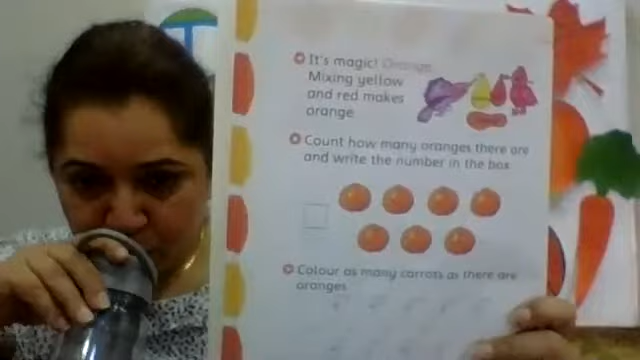 It's magic! Orange
Mixing yellow
and red makes
orange
Count how many oranges there are
and write the number in the box
Colour as many carrots as there are
oranges